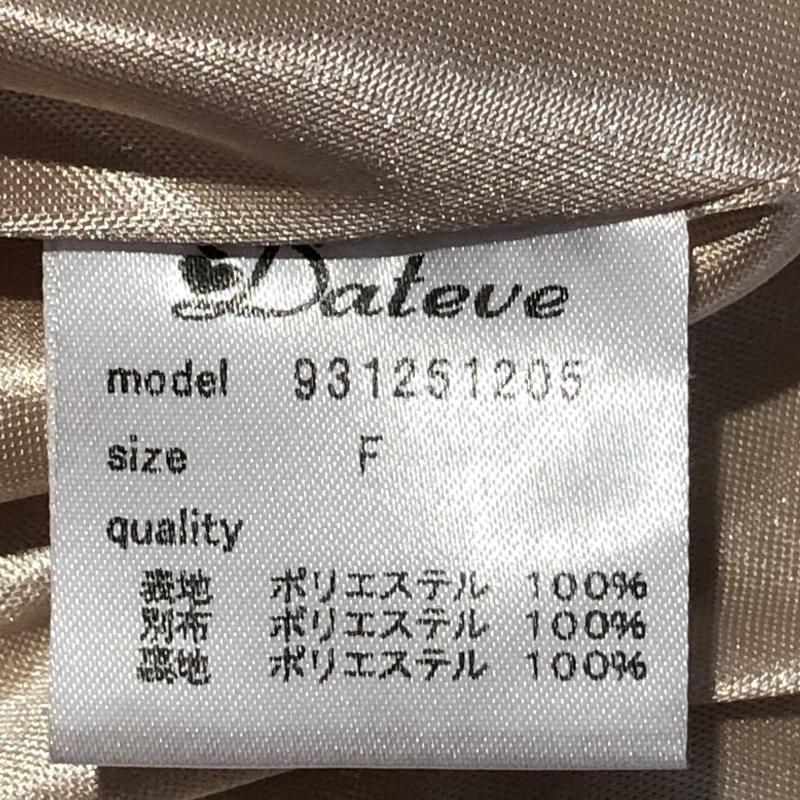 Dateve
model 931251205
size F
quality
表地 ポリエステル 100%
別布 ポリエステル 100%
裏地 ポリエステル 100%